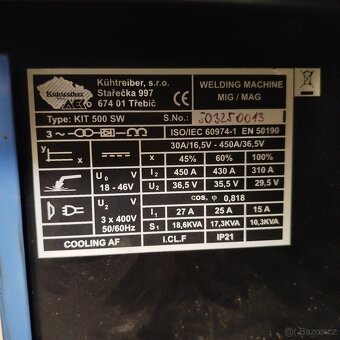 Kühtreiber, s.r.o.
Stařečka 997
674 01 Třebíč
Kühtreiber
WELDING MACHINE
MIG / MAG
Type: KIT 500 SW
S.No.: 503250013
3~
ISO/IEC 60974-1 EN 50190
30A/16,5V - 450A/36,5V
y
x
X 45% 60% 100%
U0 V
18 - 46V
I2 450 A 430 A 310 A
U2 36,5 V 35,5 V 29,5 V
cos, φ 0,818
U2 V
3 x 400V
50/60Hz
I1 27 A 25 A 15 A
S1 18,6KVA 17,3KVA 10,3KVA
COOLING AF I.CL.F IP21
Bazos.cz